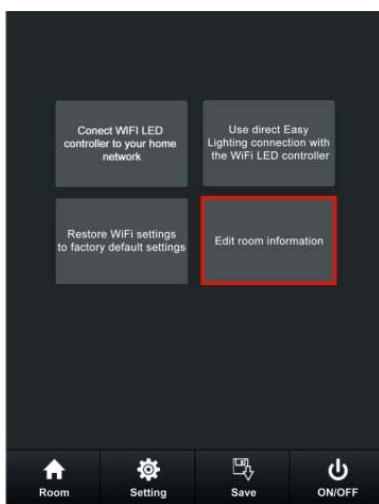 Conect WIFI LED
controller to your home
network
Use direct Easy
Lighting connection with
the WiFi LED controller
Restore WiFi settings
to factory default settings
Edit room information
Room
Setting
Save
ON/OFF